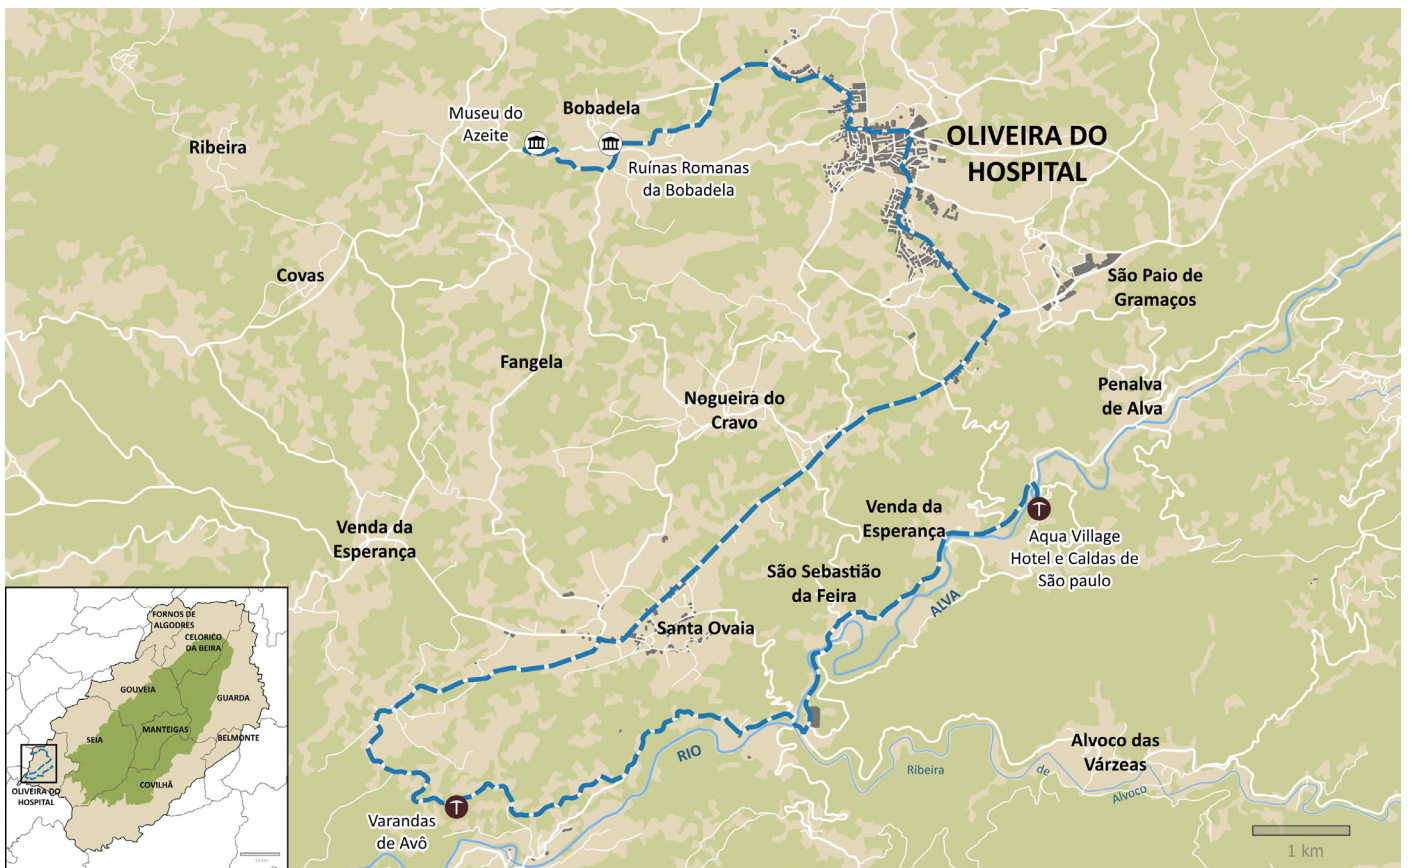 Museu do
Azeite
Bobadela
Ribeira
Ruínas Romanas
da Bobadela
OLIVEIRA DO
HOSPITAL
Covas
São Paio de
Gramaços
Fangela
Nogueira do
Cravo
Penalva
de Alva
Venda da
Esperança
Venda da
Esperança
Aqua Village
Hotel e Caldas de
São paulo
São Sebastião
da Feira
ALVA
Santa Ovaia
RIO
Ribeira
de
Alvoco
Alvoco das
Várzeas
Varandas
de Avô
1 km
FORNOS DE
ALGODRES
CELORICO
DA BEIRA
GOUVEIA
GUARDA
MANTEIGAS
SEIA
BELMONTE
COVILHÃ
OLIVEIRA DO
HOSPITAL
10 km